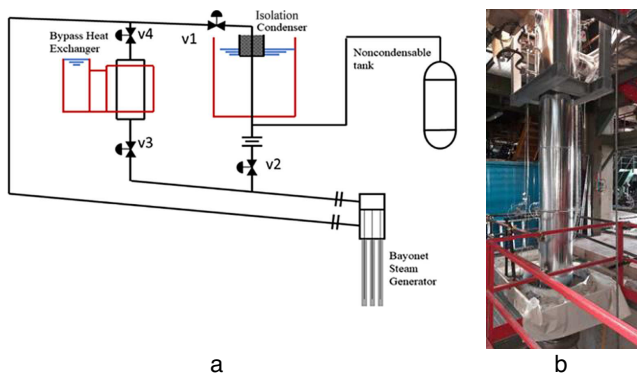 Isolation
Condenser
Bypass Heat
Exchanger
v4
v1
Noncondensable
tank
v3
v2
Bayonet
Steam
Generator
a
b